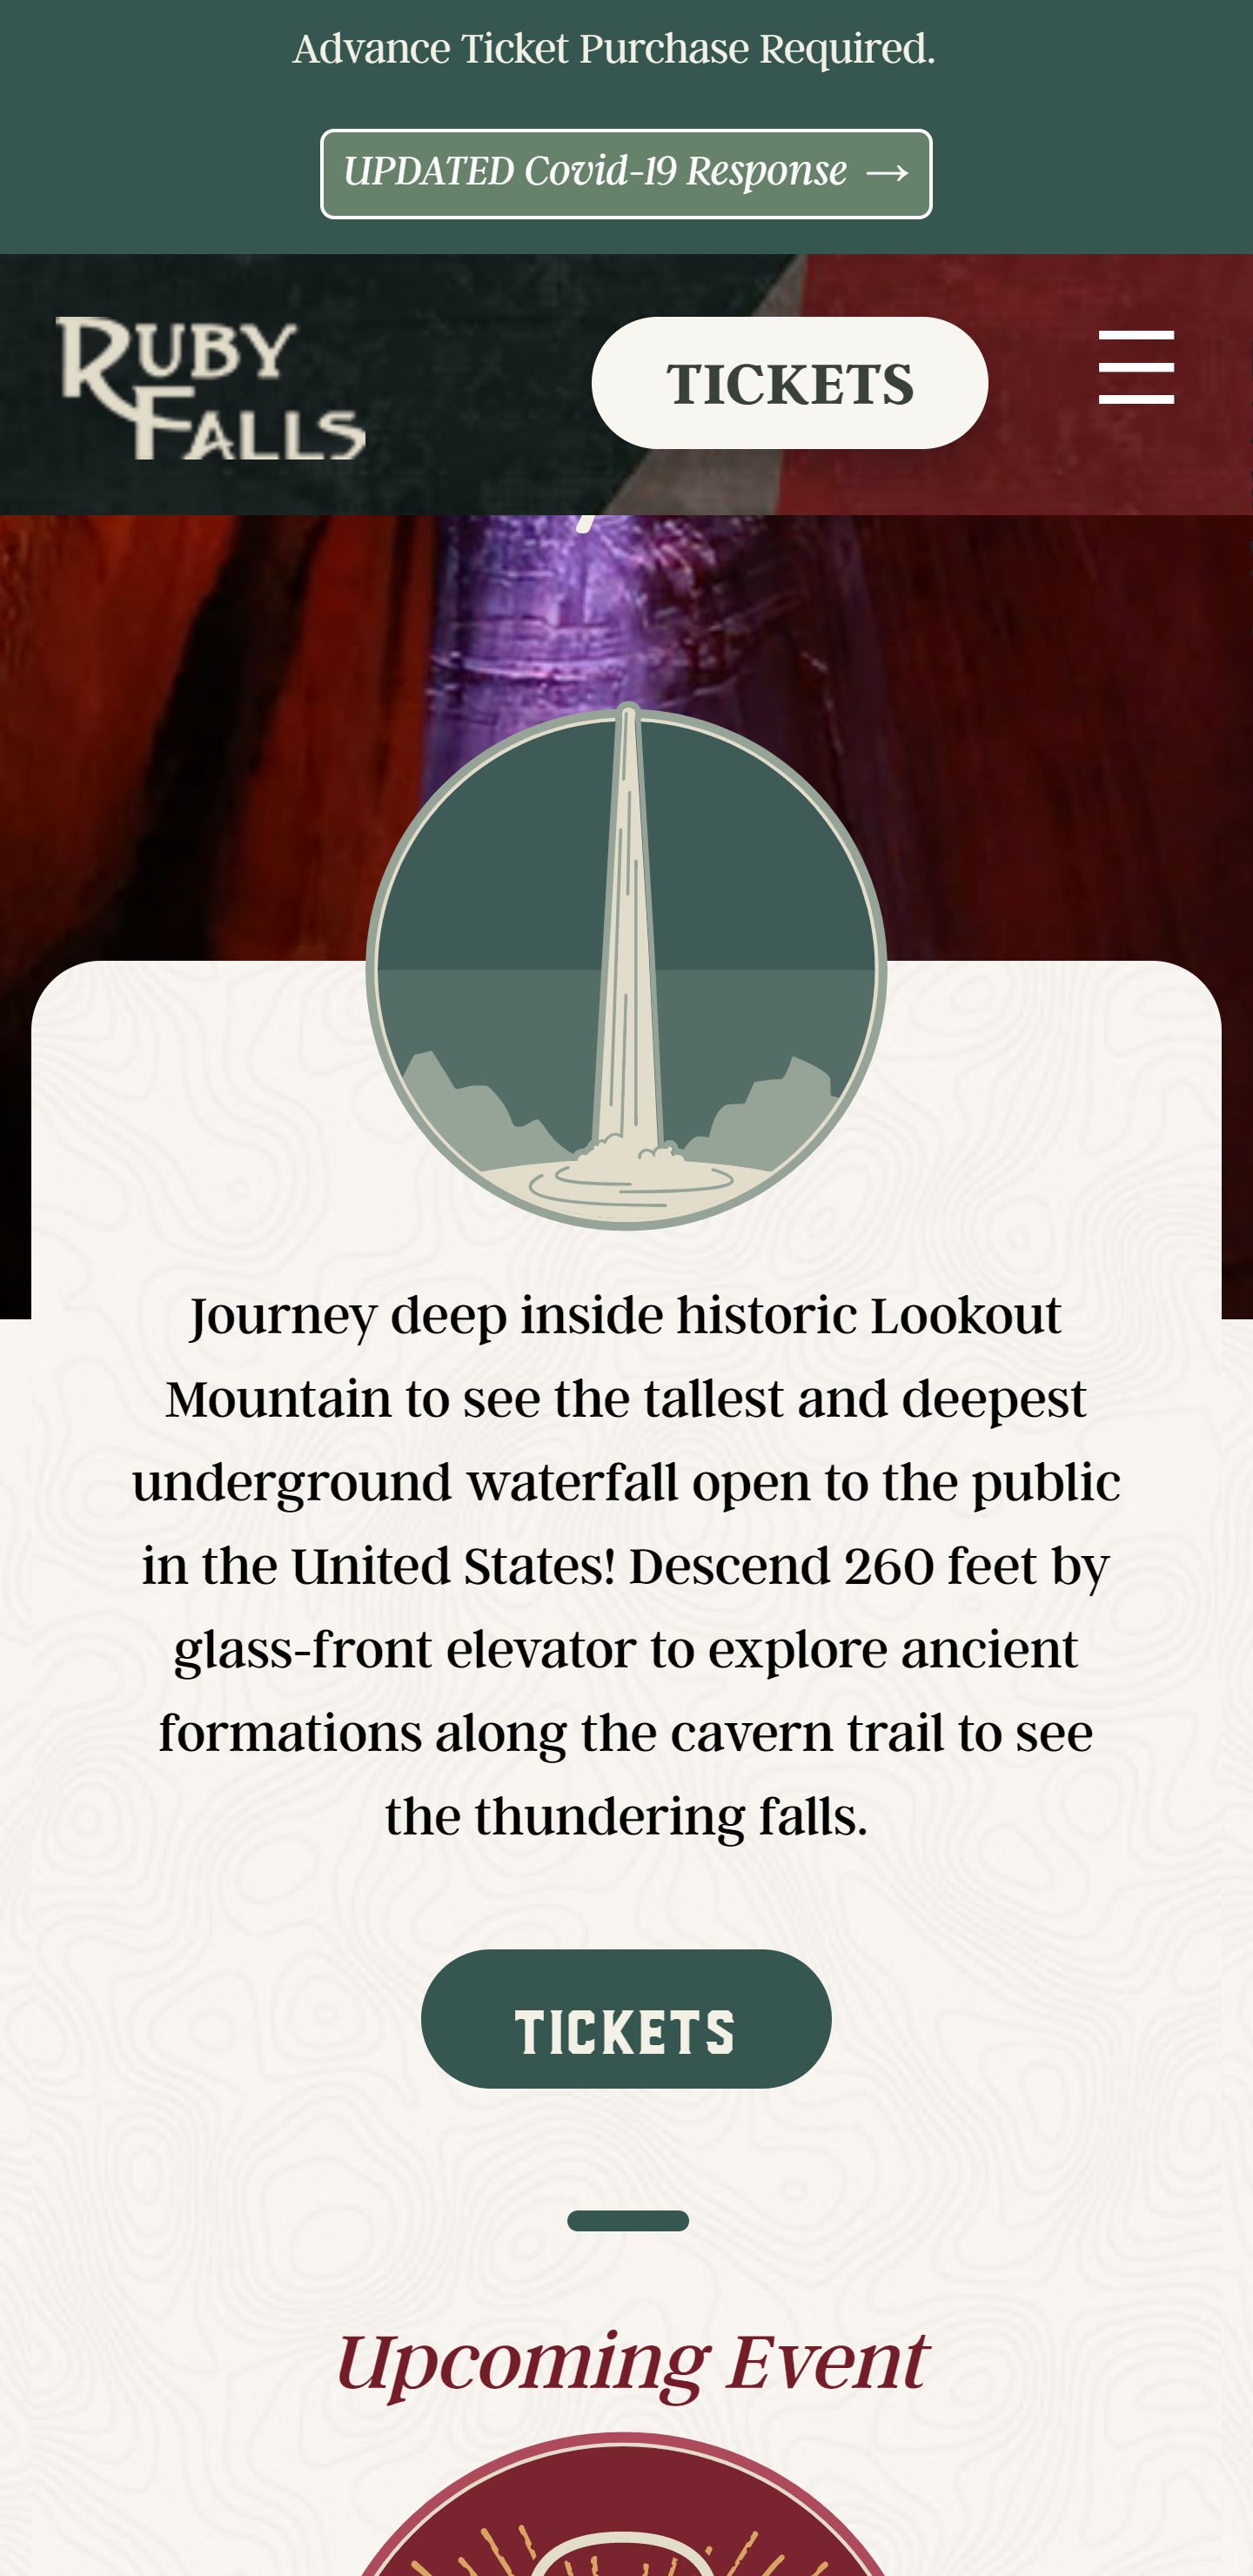 Advance Ticket Purchase Required.
UPDATED Covid-19 Response →
RUBY
FALLS
TICKETS
Journey deep inside historic Lookout
Mountain to see the tallest and deepest
underground waterfall open to the public
in the United States! Descend 260 feet by
glass-front elevator to explore ancient
formations along the cavern trail to see
the thundering falls.
TICKETS
Upcoming Event